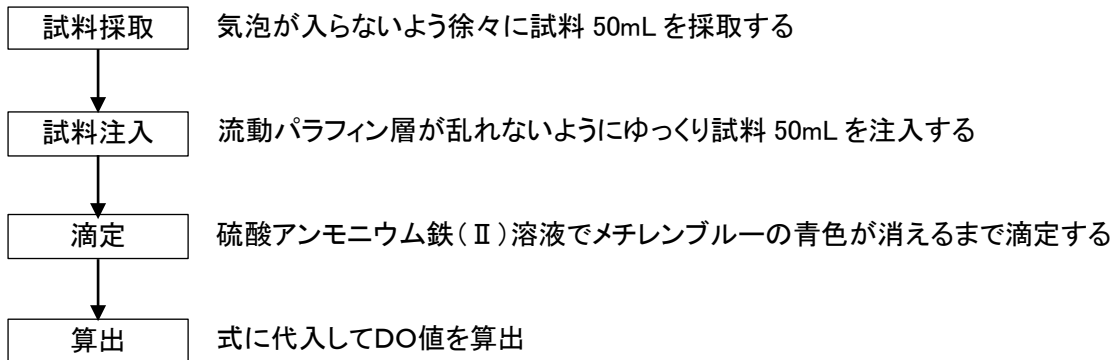 試料採取 気泡が入らないよう徐々に試料 50mL を採取する
試料注入 流動パラフィン層が乱れないようにゆっくり試料 50mL を注入する
滴定 硫酸アンモニウム鉄(Ⅱ)溶液でメチレンブルーの青色が消えるまで滴定する
算出 式に代入してDO値を算出